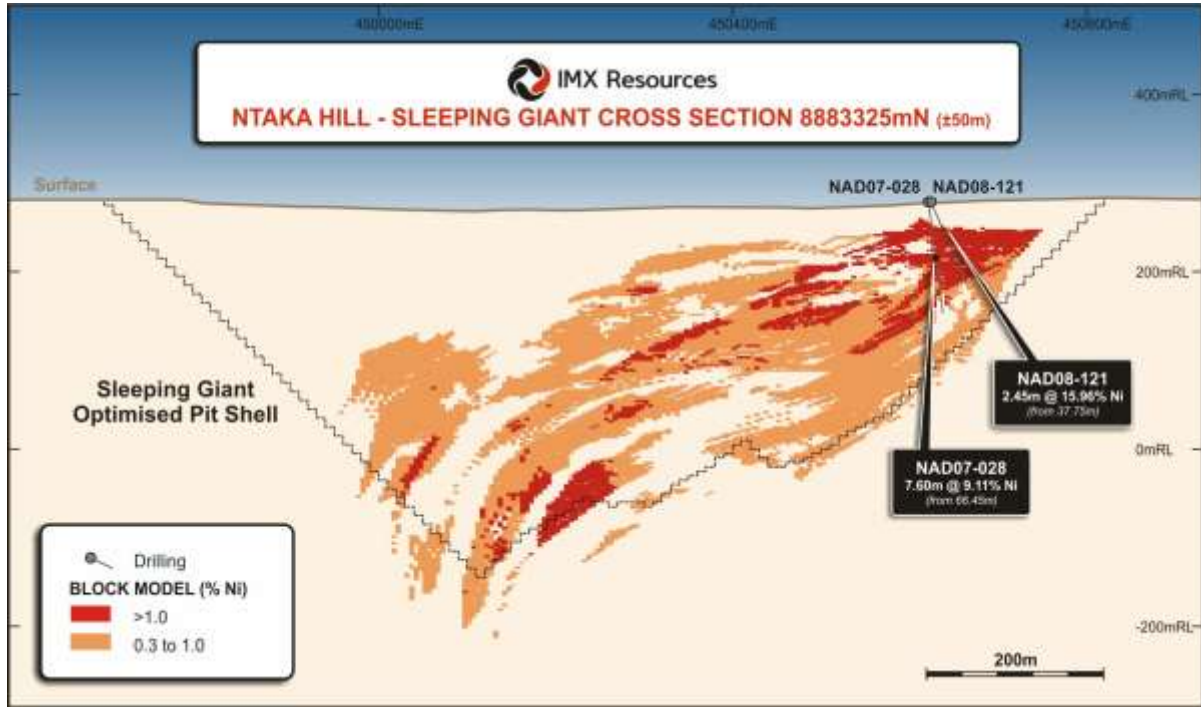 450000mE 450400mE 450800mE
IMX Resources
NTAKA HILL - SLEEPING GIANT CROSS SECTION 8883325mN (±50m)
400mRL
Surface
NAD07-028 NAD08-121
200mRL
Sleeping Giant
Optimised Pit Shell
NAD08-121
2.45m @ 15.96% Ni
(from 37.75m)
0mRL
NAD07-028
7.60m @ 9.11% Ni
(from 66.45m)
Drilling
BLOCK MODEL (% Ni)
>1.0
0.3 to 1.0
-200mRL
200m